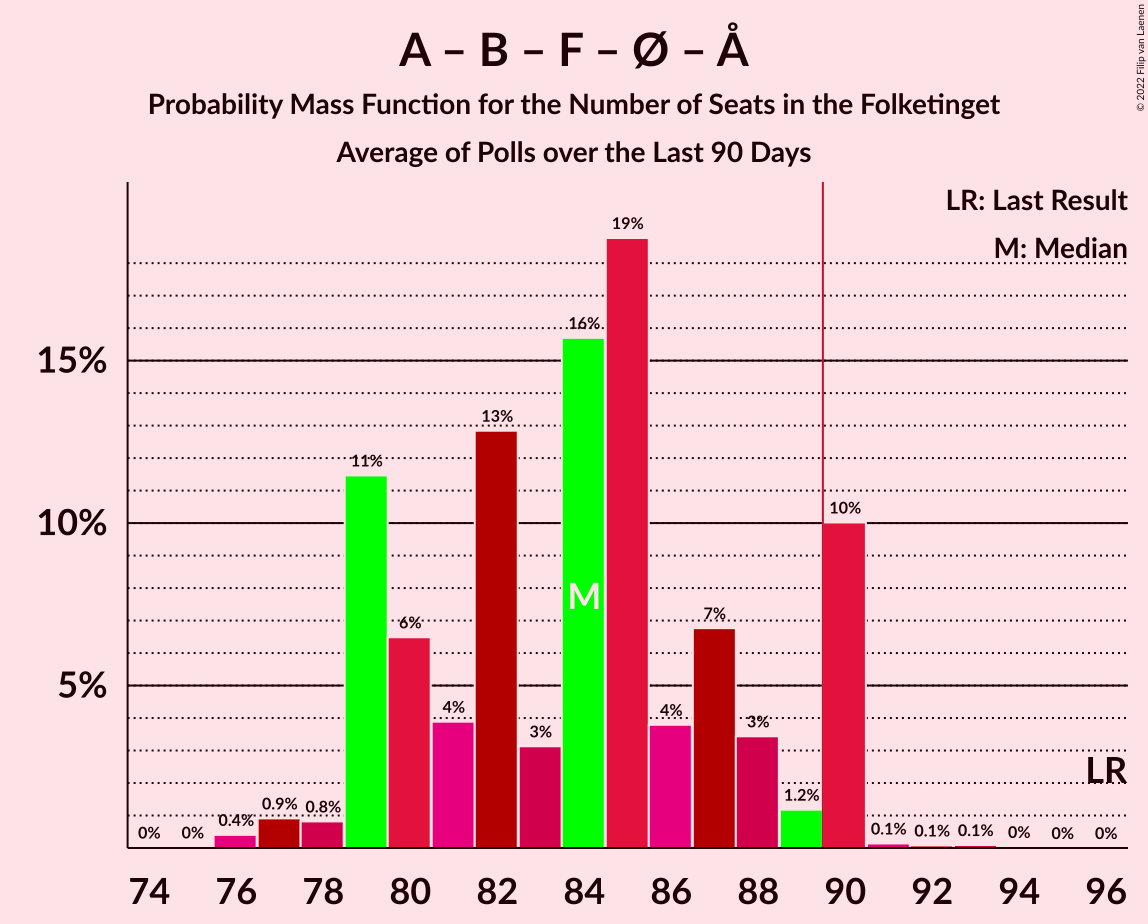 A – B – F – Ø – Å
Probability Mass Function for the Number of Seats in the Folketinget
Average of Polls over the Last 90 Days
© 2022 Filip van Laenen
LR: Last Result
M: Median
15%
10%
5%
0% 0% 0.4% 0.9% 0.8% 11% 6% 4% 13% 3% 16% 19% 4% 7% 3% 1.2% 10% 0.1% 0.1% 0.1% 0% 0% 0%
M
LR
74 76 78 80 82 84 86 88 90 92 94 96